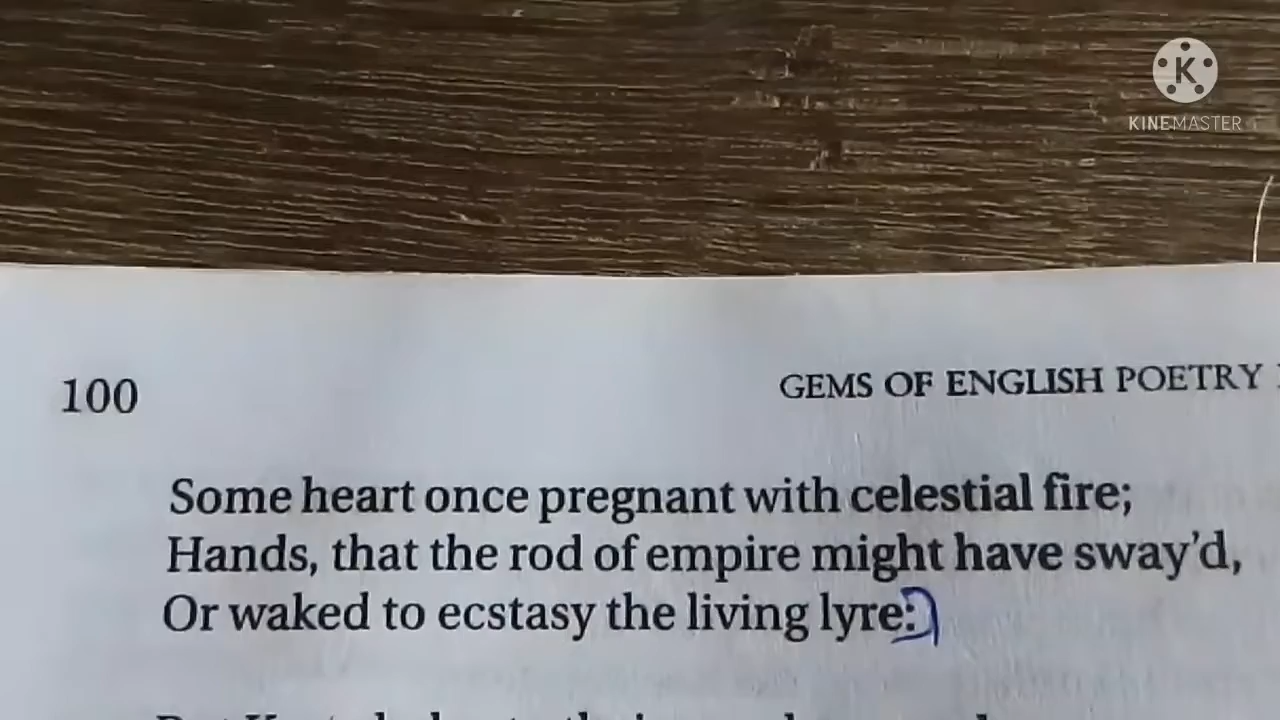 KINEMASTER
100
GEMS OF ENGLISH POETRY
Some heart once pregnant with celestial fire;
Hands, that the rod of empire might have sway'd,
Or waked to ecstasy the living lyre: